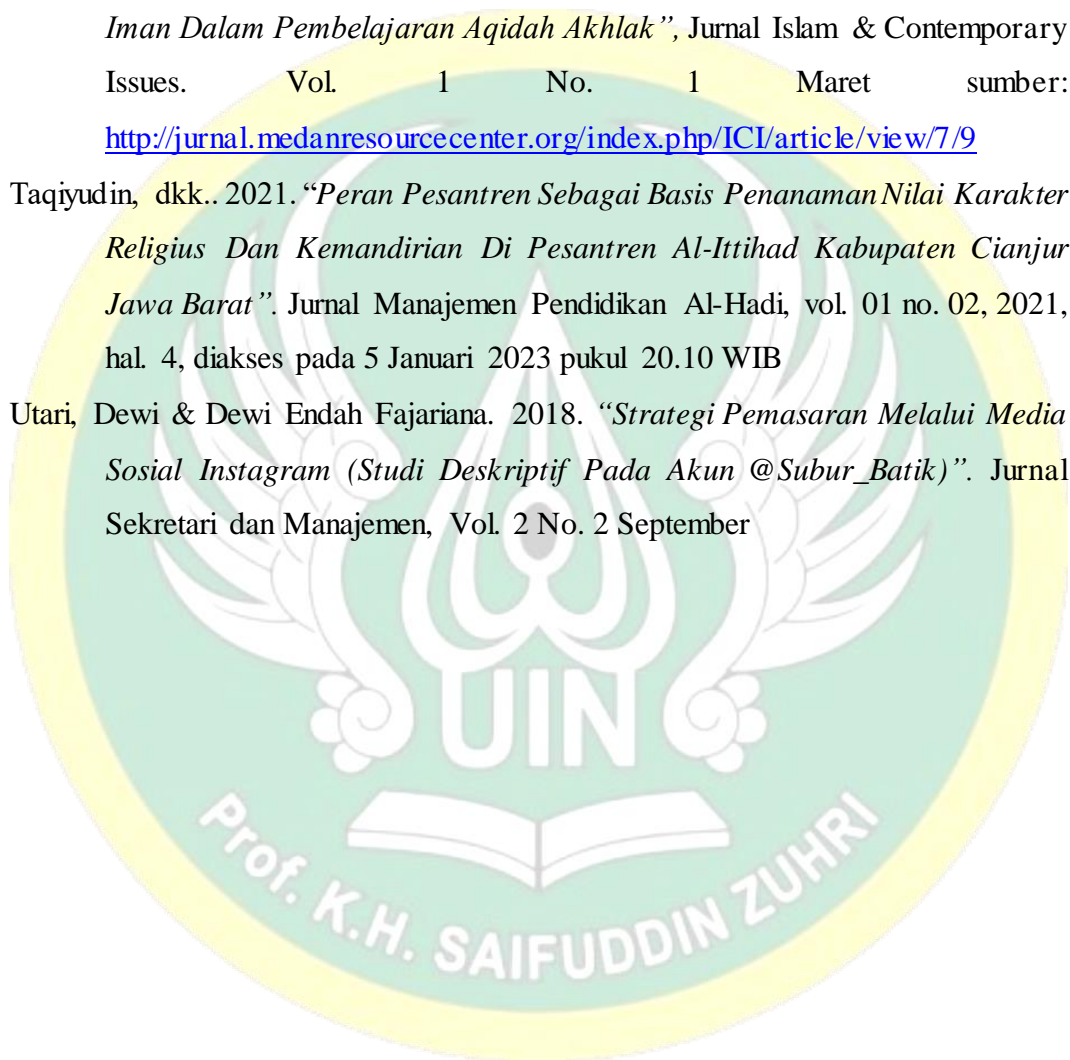 Iman Dalam Pembelajaran Aqidah Akhlak”, Jurnal Islam & Contemporary
Issues. Vol. 1 No. 1 Maret sumber:
http://jurnal.medanresourcecenter.org/index.php/ICI/article/view/7/9
Taqiyudin, dkk.. 2021. “Peran Pesantren Sebagai Basis Penanaman Nilai Karakter
Religius Dan Kemandirian Di Pesantren Al-Ittihad Kabupaten Cianjur
Jawa Barat”. Jurnal Manajemen Pendidikan Al-Hadi, vol. 01 no. 02, 2021,
hal. 4, diakses pada 5 Januari 2023 pukul 20.10 WIB
Utari, Dewi & Dewi Endah Fajariana. 2018. “Strategi Pemasaran Melalui Media
Sosial Instagram (Studi Deskriptif Pada Akun @Subur_Batik)”. Jurnal
Sekretari dan Manajemen, Vol. 2 No. 2 September
UIN
Prof. K.H. SAIFUDDIN ZUHRI